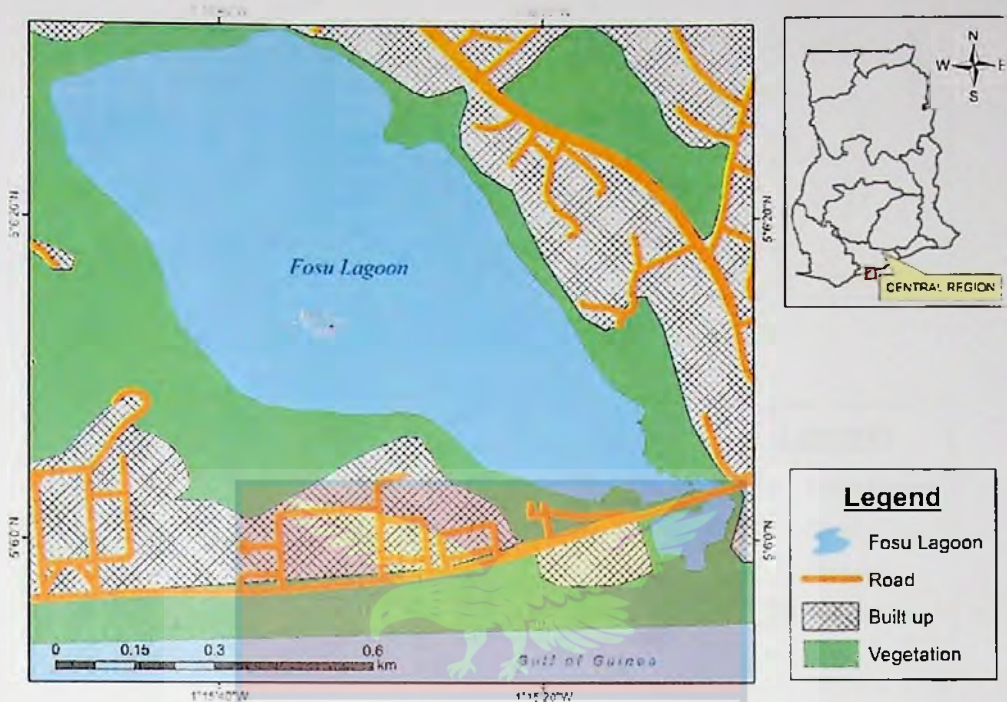 5°6'20"N
5°6'20"N
Fosu Lagoon
5°6'0"N
5°6'0"N
0 0.15 0.3 0.6
km
Gulf of Guinea
1°15'40"W
1°15'20"W
N
W E
S
CENTRAL REGION
Legend
Fosu Lagoon
Road
Built up
Vegetation